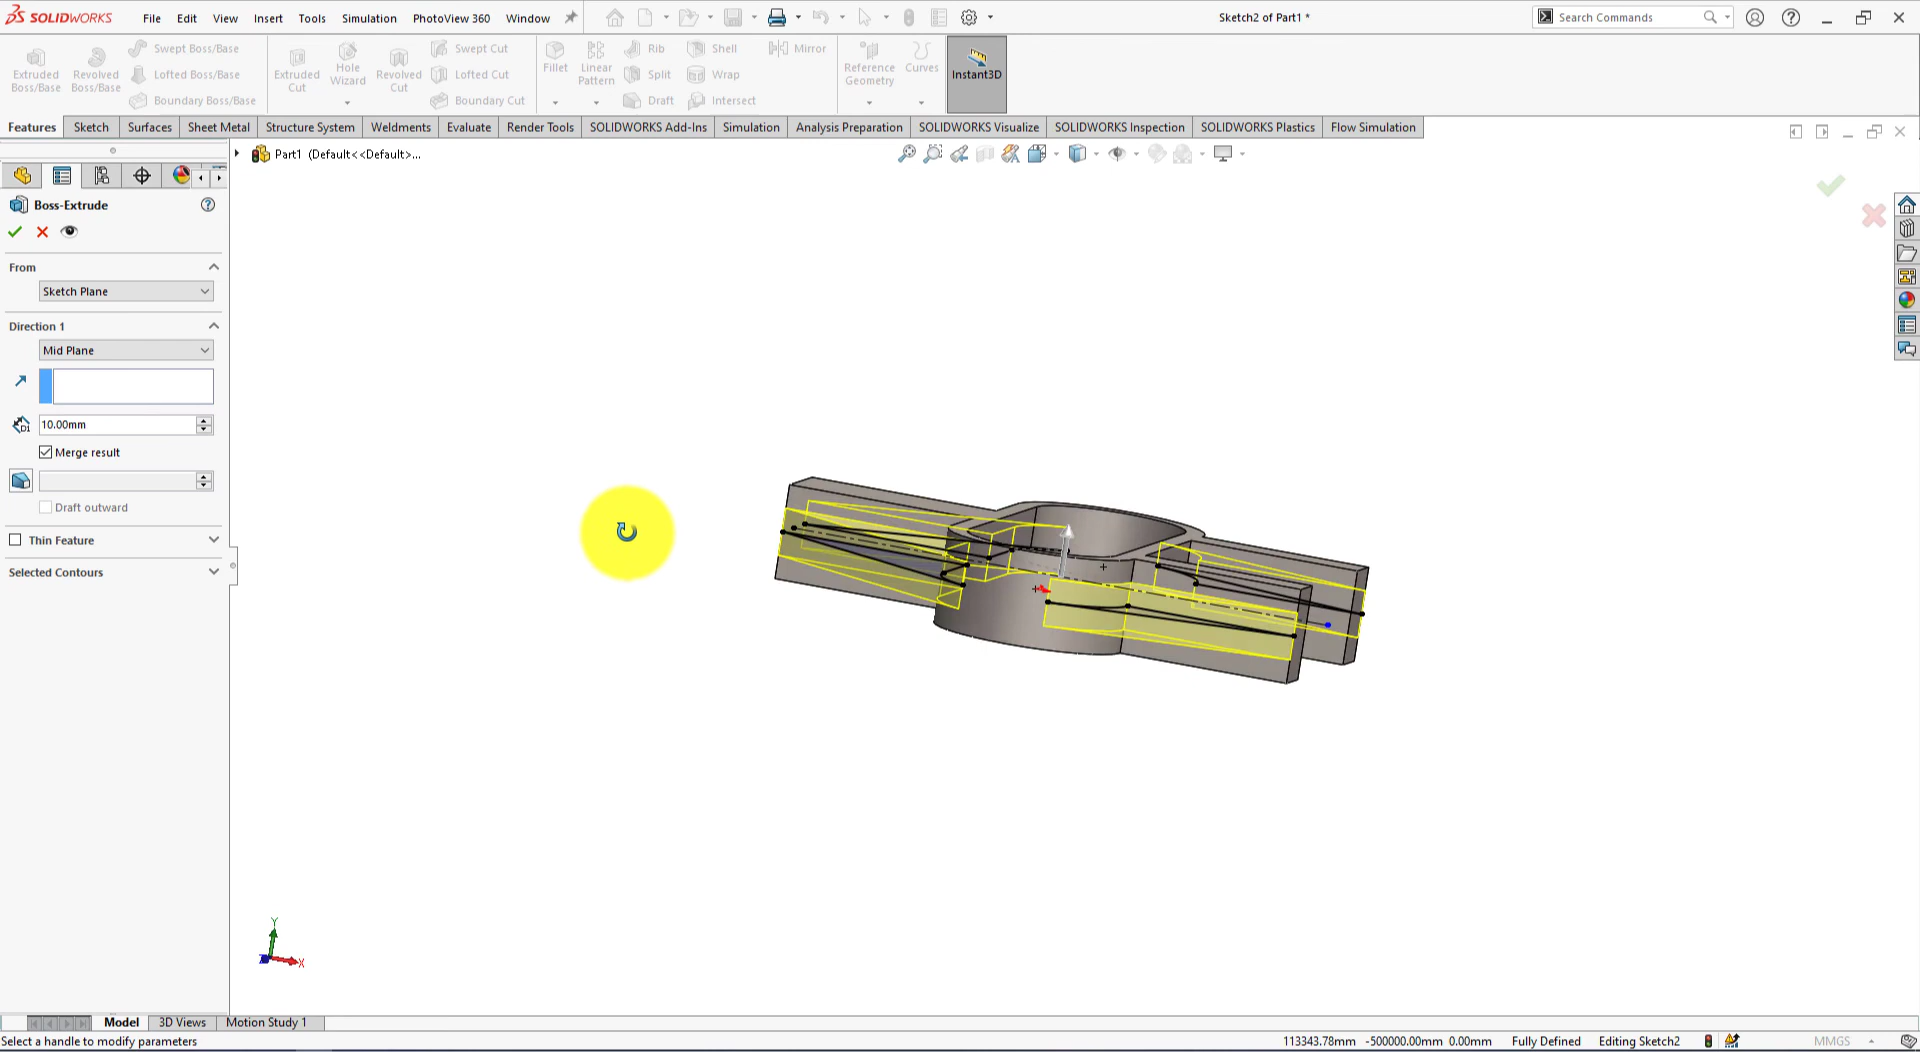 SOLIDWORKS File Edit View Insert Tools Simulation PhotoView 360 Window Sketch2 of Part1 * Search Commands
Extruded Boss/Base
Revolved Boss/Base
Swept Boss/Base
Lofted Boss/Base
Boundary Boss/Base
Extruded Cut
Hole Wizard
Revolved Cut
Swept Cut
Lofted Cut
Boundary Cut
Fillet
Linear Pattern
Rib
Split
Draft
Shell
Wrap
Intersect
Mirror
Reference Geometry
Curves
Instant3D
Features Sketch Surfaces Sheet Metal Structure System Weldments Evaluate Render Tools SOLIDWORKS Add-Ins Simulation Analysis Preparation SOLIDWORKS Visualize SOLIDWORKS Inspection SOLIDWORKS Plastics Flow Simulation
Part1 (Default<<Default>...
Boss-Extrude
From
Sketch Plane
Direction 1
Mid Plane
D1
10.00mm
Merge result
Draft outward
Thin Feature
Selected Contours
Y
X
Model 3D Views Motion Study 1
Select a handle to modify parameters 113343.78mm -500000.00mm 0.00mm Fully Defined Editing Sketch2 MMGS